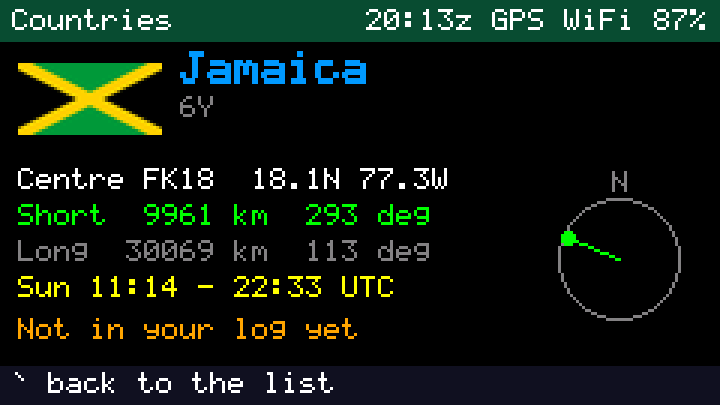 Countries 20:13z GPS WiFi 87%
Jamaica
6Y
Centre FK18 18.1N 77.3W
N
Short 9961 km 293 deg
Long 30069 km 113 deg
Sun 11:14 - 22:33 UTC
Not in your log yet
` back to the list